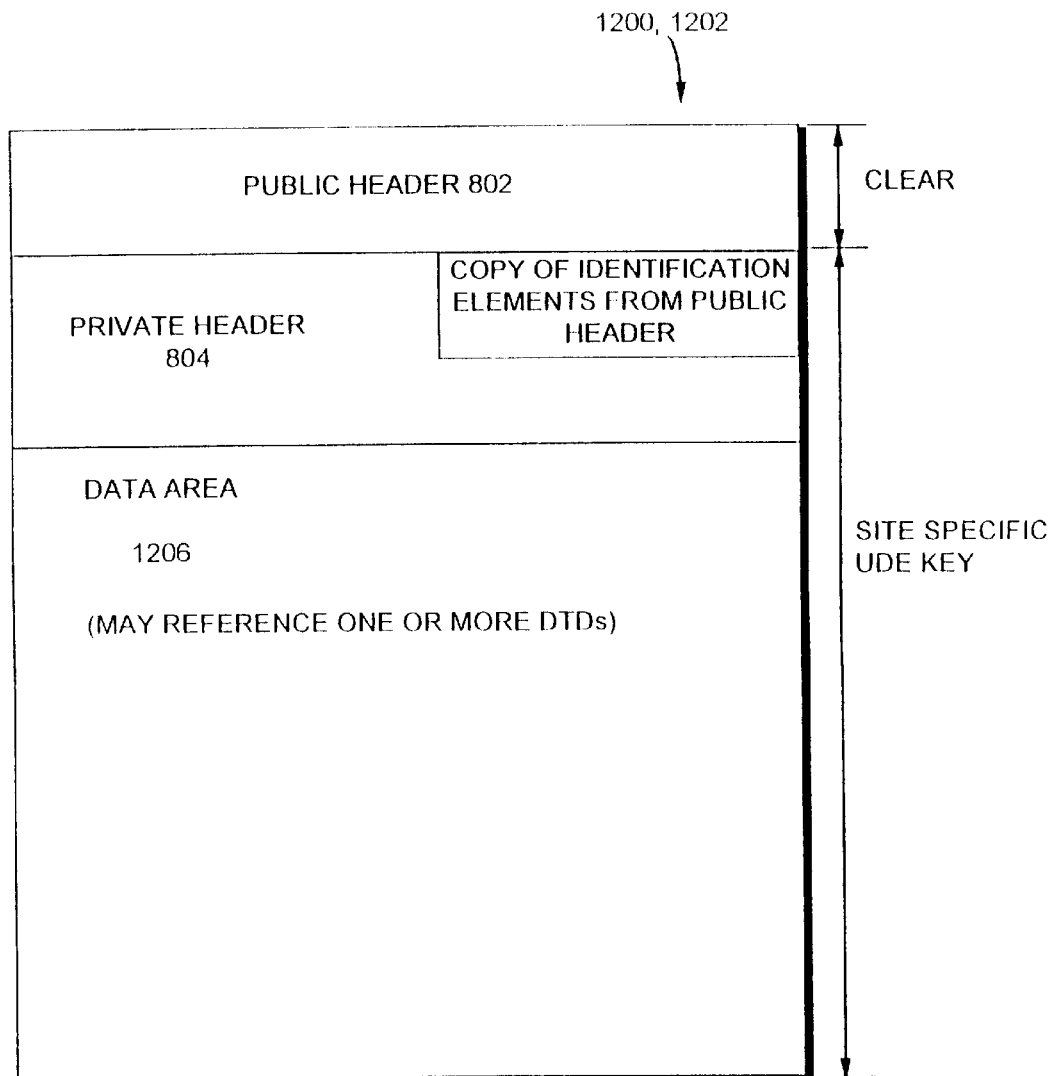 1200, 1202
PUBLIC HEADER 802
CLEAR
COPY OF IDENTIFICATION
ELEMENTS FROM PUBLIC
HEADER
PRIVATE HEADER
804
DATA AREA
1206
(MAY REFERENCE ONE OR MORE DTDs)
SITE SPECIFIC
UDE KEY